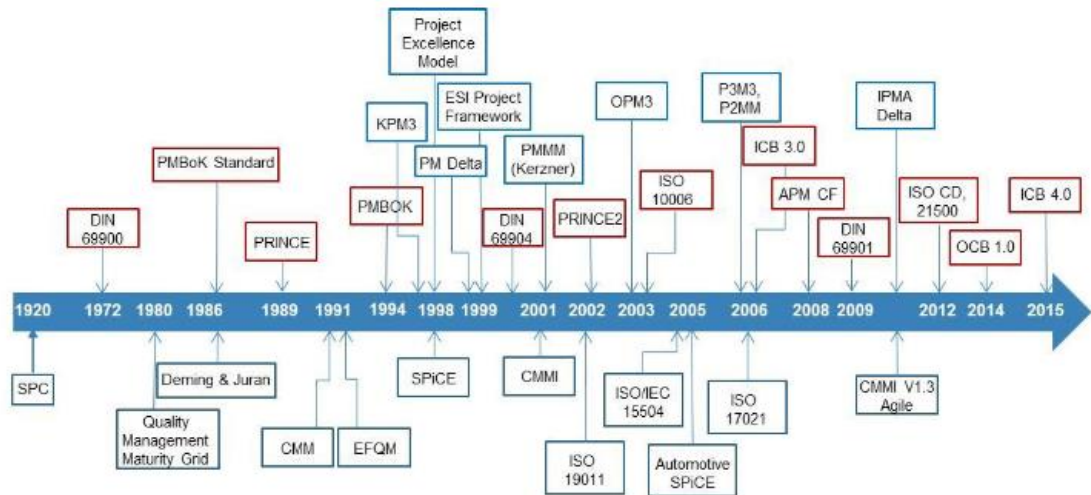 Project
Excellence
Model
ESI Project
Framework
KPM3
PM Delta
OPM3
P3M3,
P2MM
IPMA
Delta
PMBoK Standard
PMMM
(Kerzner)
ICB 3.0
ISO
10006
DIN
69900
PRINCE
PMBOK
DIN
69904
PRINCE2
APM CF
DIN
69901
ISO CD,
21500
OCB 1.0
ICB 4.0
1920 1972 1980 1986 1989 1991 1994 1998 1999 2001 2002 2003 2005 2006 2008 2009 2012 2014 2015
SPC
Deming & Juran
Quality
Management
Maturity Grid
CMM
EFQM
SPiCE
CMMI
ISO
19011
ISO/IEC
15504
Automotive
SPiCE
ISO
17021
CMMI V1.3
Agile